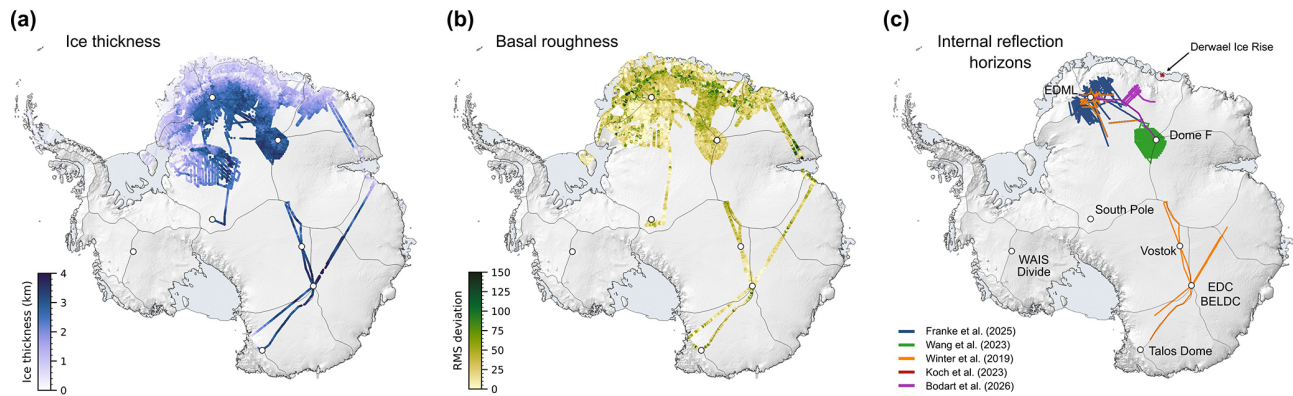 (a)
Ice thickness
Ice thickness (km)
4
3
2
1
0
(b)
Basal roughness
RMS deviation
150
125
100
75
50
25
0
(c)
Internal reflection
horizons
Derwael Ice Rise
EDML
Dome F
South Pole
WAIS
Divide
Vostok
EDC
BELDC
Talos Dome
Franke et al. (2025)
Wang et al. (2023)
Winter et al. (2019)
Koch et al. (2023)
Bodart et al. (2026)